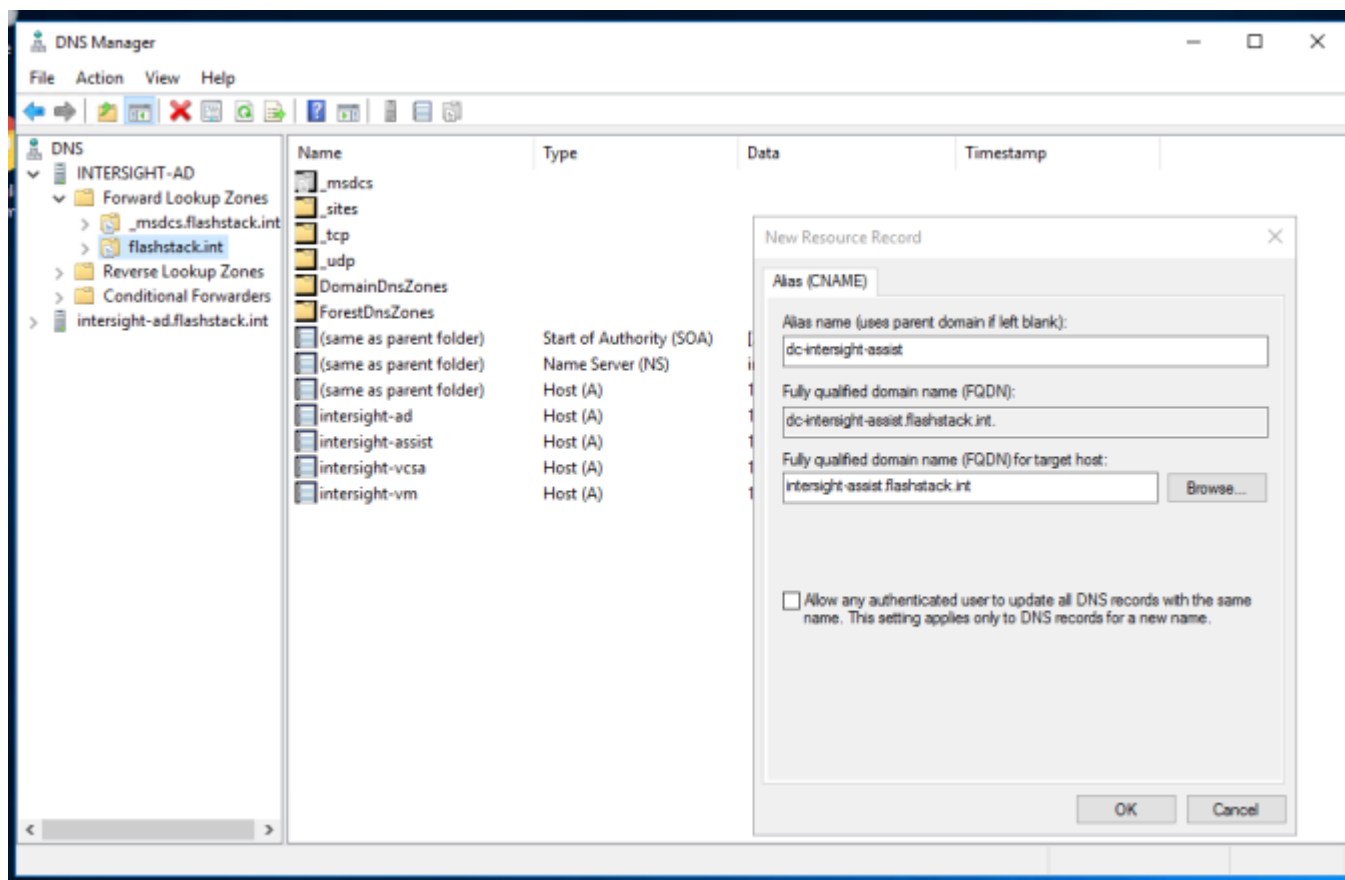 DNS Manager
File Action View Help
DNS
INTERSIGHT-AD
Forward Lookup Zones
_msdcs.flashstack.int
flashstack.int
Reverse Lookup Zones
Conditional Forwarders
intersight-ad.flashstack.int
Name Type Data Timestamp
_msdcs
_sites
_tcp
_udp
DomainDnsZones
ForestDnsZones
(same as parent folder) Start of Authority (SOA) [
(same as parent folder) Name Server (NS) i
(same as parent folder) Host (A) 1
intersight-ad Host (A) 1
intersight-assist Host (A) 1
intersight-vcsa Host (A) 1
intersight-vm Host (A) 1
New Resource Record
Alias (CNAME)
Alias name (uses parent domain if left blank):
dc-intersight-assist
Fully qualified domain name (FQDN):
dc-intersight-assist.flashstack.int.
Fully qualified domain name (FQDN) for target host:
intersight-assist.flashstack.int
Browse...
Allow any authenticated user to update all DNS records with the same
name. This setting applies only to DNS records for a new name.
OK Cancel